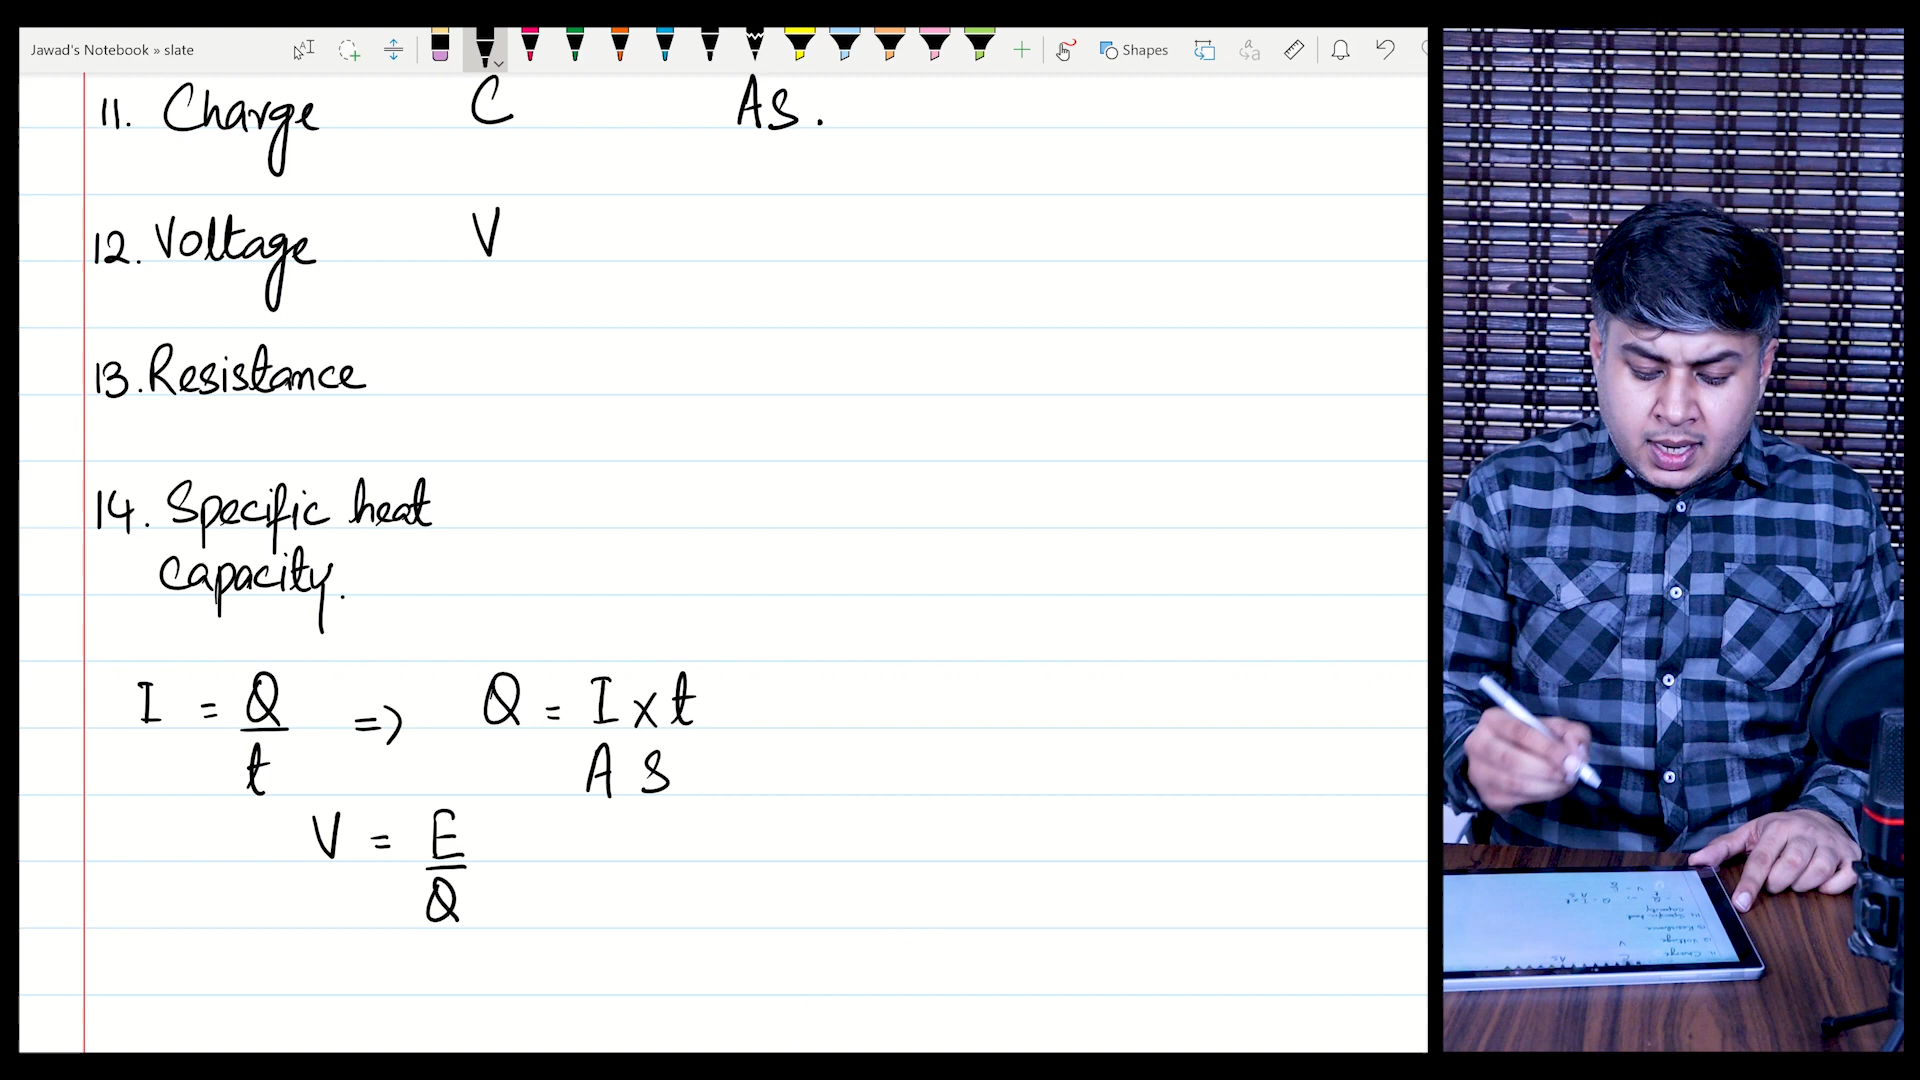 Jawad's Notebook » slate
Shapes
11. Charge C As.
12. Voltage V
13. Resistance
14. Specific heat
capacity.
I = Q/t => Q = I x t
A s
V = E/Q